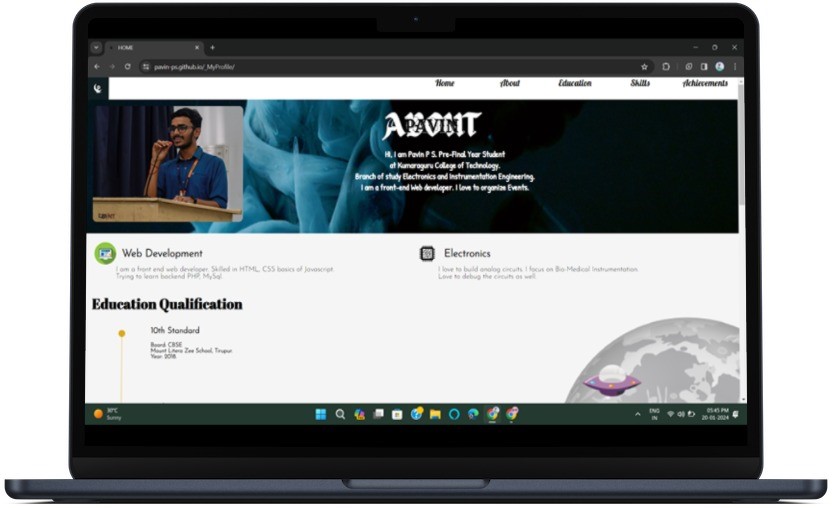 HOME
pavin-ps.github.io/_MyProfile/
Home About Education Skills Achievements
ABOUT
PAVIN
Hi, I am Pavin P S. Pre-Final Year Student
at Kumaraguru College of Technology.
Branch of study Electronics and Instrumentation Engineering.
I am a front-end Web developer. I love to organize Events.
Web Development
I am a front end web developer. Skilled in HTML, CSS basics of Javascript.
Trying to learn backend PHP, MySql.
Electronics
I love to build analog circuits. I focus on Bio-Medical Instrumentation.
Love to debug the circuits as well.
Education Qualification
10th Standard
Board: CBSE
Mount Litera Zee School, Tirupur.
Year: 2018.
30°C
Sunny
ENG
IN
05:45 PM
20-01-2024